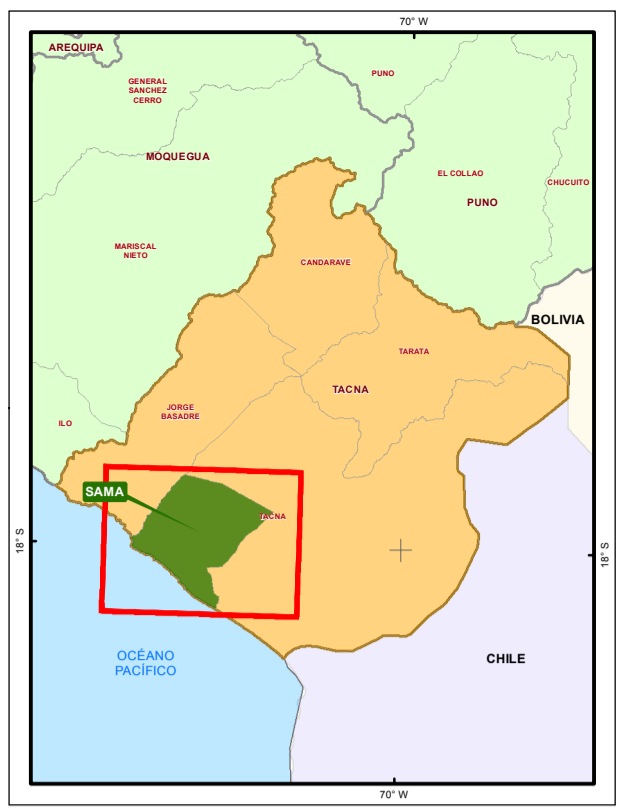 70° W
AREQUIPA
PUNO
GENERAL
SANCHEZ
CERRO
MOQUEGUA
EL COLLAO
CHUCUITO
PUNO
MARISCAL
NIETO
CANDARAVE
BOLIVIA
TARATA
TACNA
JORGE
BASADRE
ILO
SAMA
TACNA
18° S
18° S
OCÉANO
PACÍFICO
CHILE
70° W